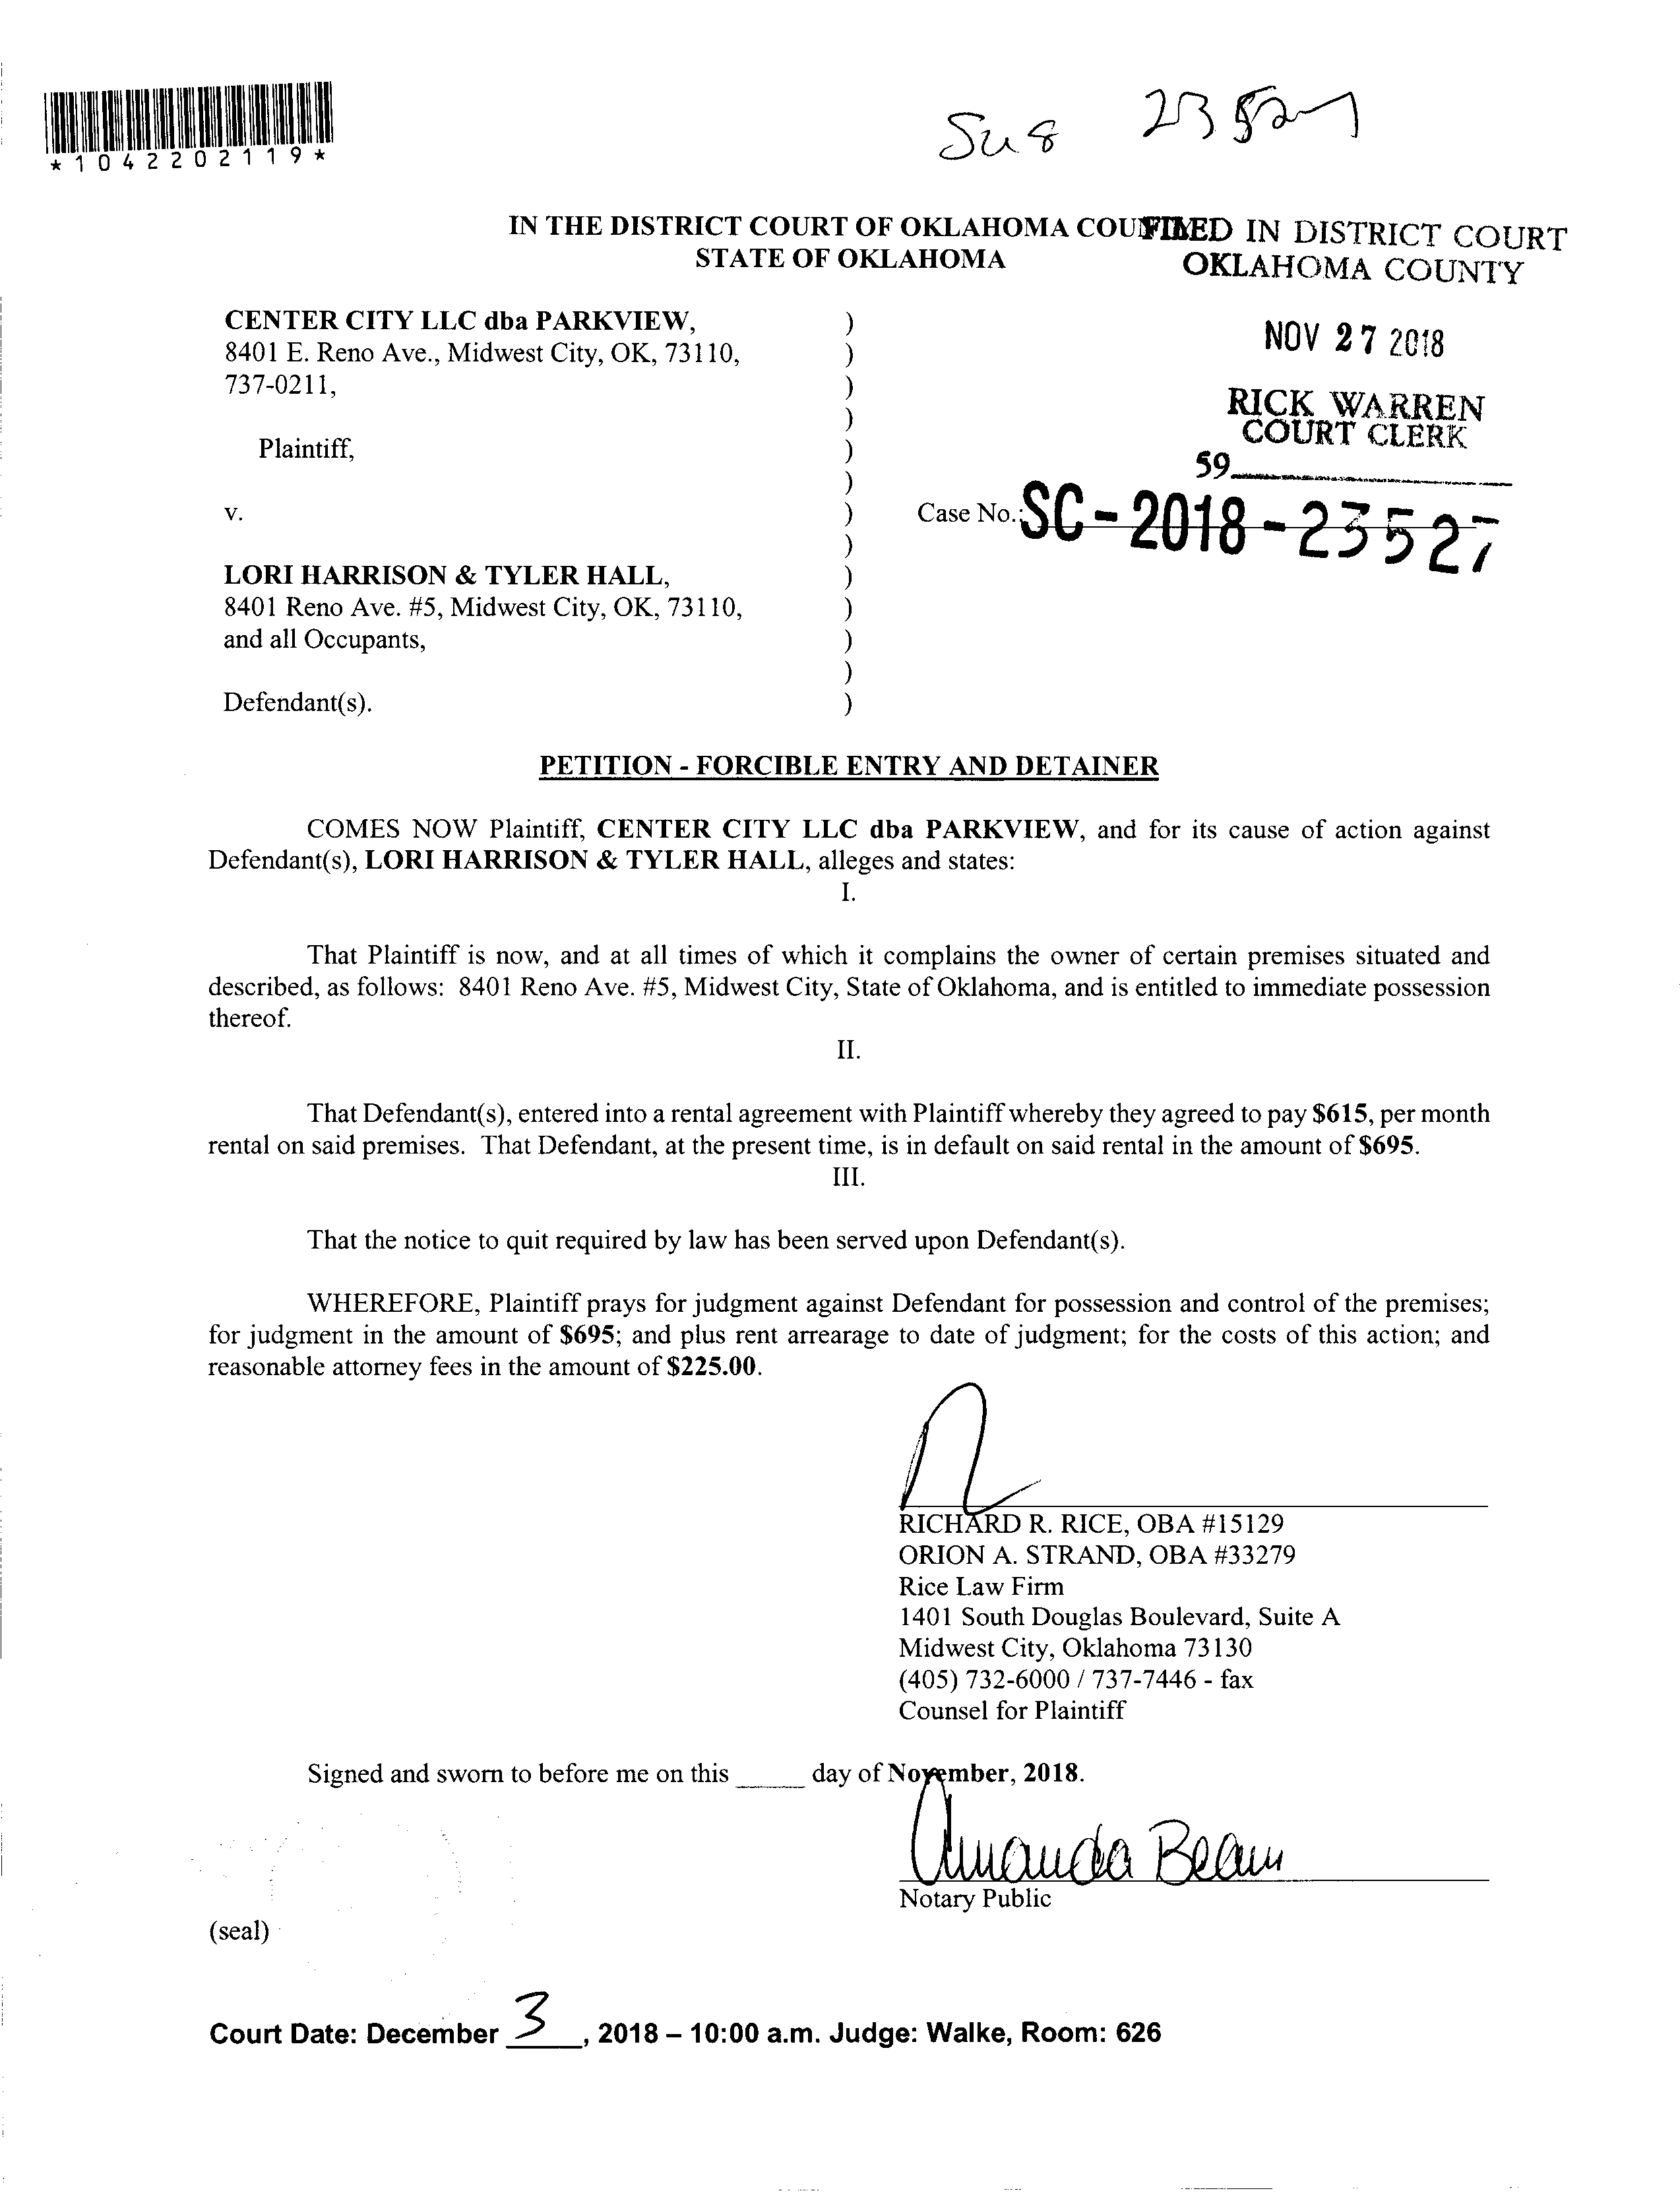 *1042202119*
IN THE DISTRICT COURT OF OKLAHOMA COUNTY
STATE OF OKLAHOMA
FILED IN DISTRICT COURT
OKLAHOMA COUNTY
NOV 27 2018
RICK WARREN
COURT CLERK
59
CENTER CITY LLC dba PARKVIEW, )
8401 E. Reno Ave., Midwest City, OK, 73110, )
737-0211, )
)
Plaintiff, )
)
v. ) Case No.: SC-2018-23527
)
LORI HARRISON & TYLER HALL, )
8401 Reno Ave. #5, Midwest City, OK, 73110, )
and all Occupants, )
)
Defendant(s). )
PETITION - FORCIBLE ENTRY AND DETAINER
COMES NOW Plaintiff, CENTER CITY LLC dba PARKVIEW, and for its cause of action against
Defendant(s), LORI HARRISON & TYLER HALL, alleges and states:
I.
That Plaintiff is now, and at all times of which it complains the owner of certain premises situated and
described, as follows: 8401 Reno Ave. #5, Midwest City, State of Oklahoma, and is entitled to immediate possession
thereof.
II.
That Defendant(s), entered into a rental agreement with Plaintiff whereby they agreed to pay $615, per month
rental on said premises. That Defendant, at the present time, is in default on said rental in the amount of $695.
III.
That the notice to quit required by law has been served upon Defendant(s).
WHEREFORE, Plaintiff prays for judgment against Defendant for possession and control of the premises;
for judgment in the amount of $695; and plus rent arrearage to date of judgment; for the costs of this action; and
reasonable attorney fees in the amount of $225.00.
RICHARD R. RICE, OBA #15129
ORION A. STRAND, OBA #33279
Rice Law Firm
1401 South Douglas Boulevard, Suite A
Midwest City, Oklahoma 73130
(405) 732-6000 / 737-7446 - fax
Counsel for Plaintiff
Signed and sworn to before me on this _____ day of November, 2018.
Amanda Beam
Notary Public
(seal)
Court Date: December 3, 2018 – 10:00 a.m. Judge: Walke, Room: 626